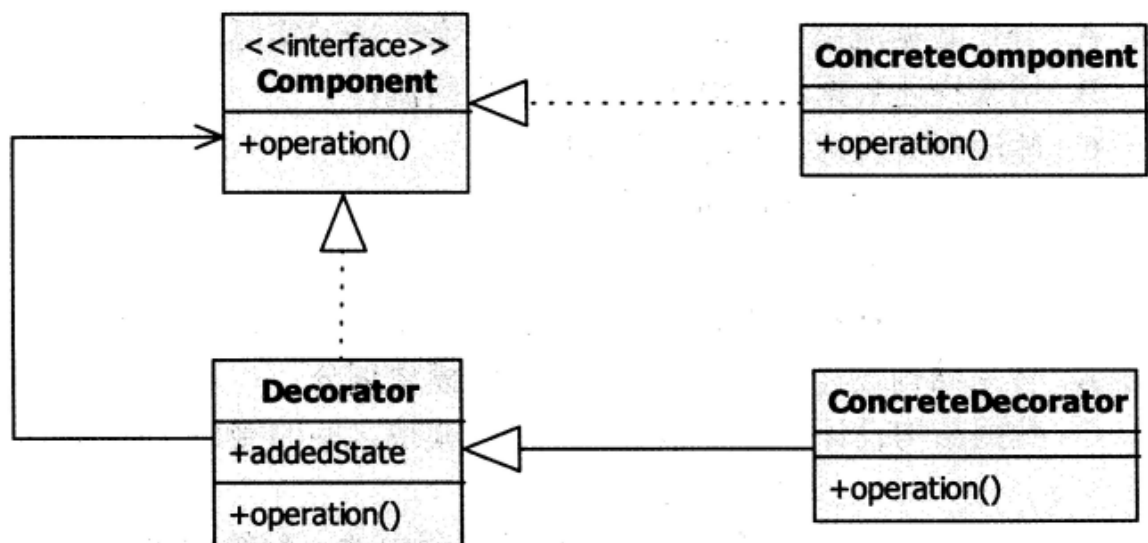 <<interface>>
Component
+operation()
ConcreteComponent
+operation()
Decorator
+addedState
+operation()
ConcreteDecorator
+operation()